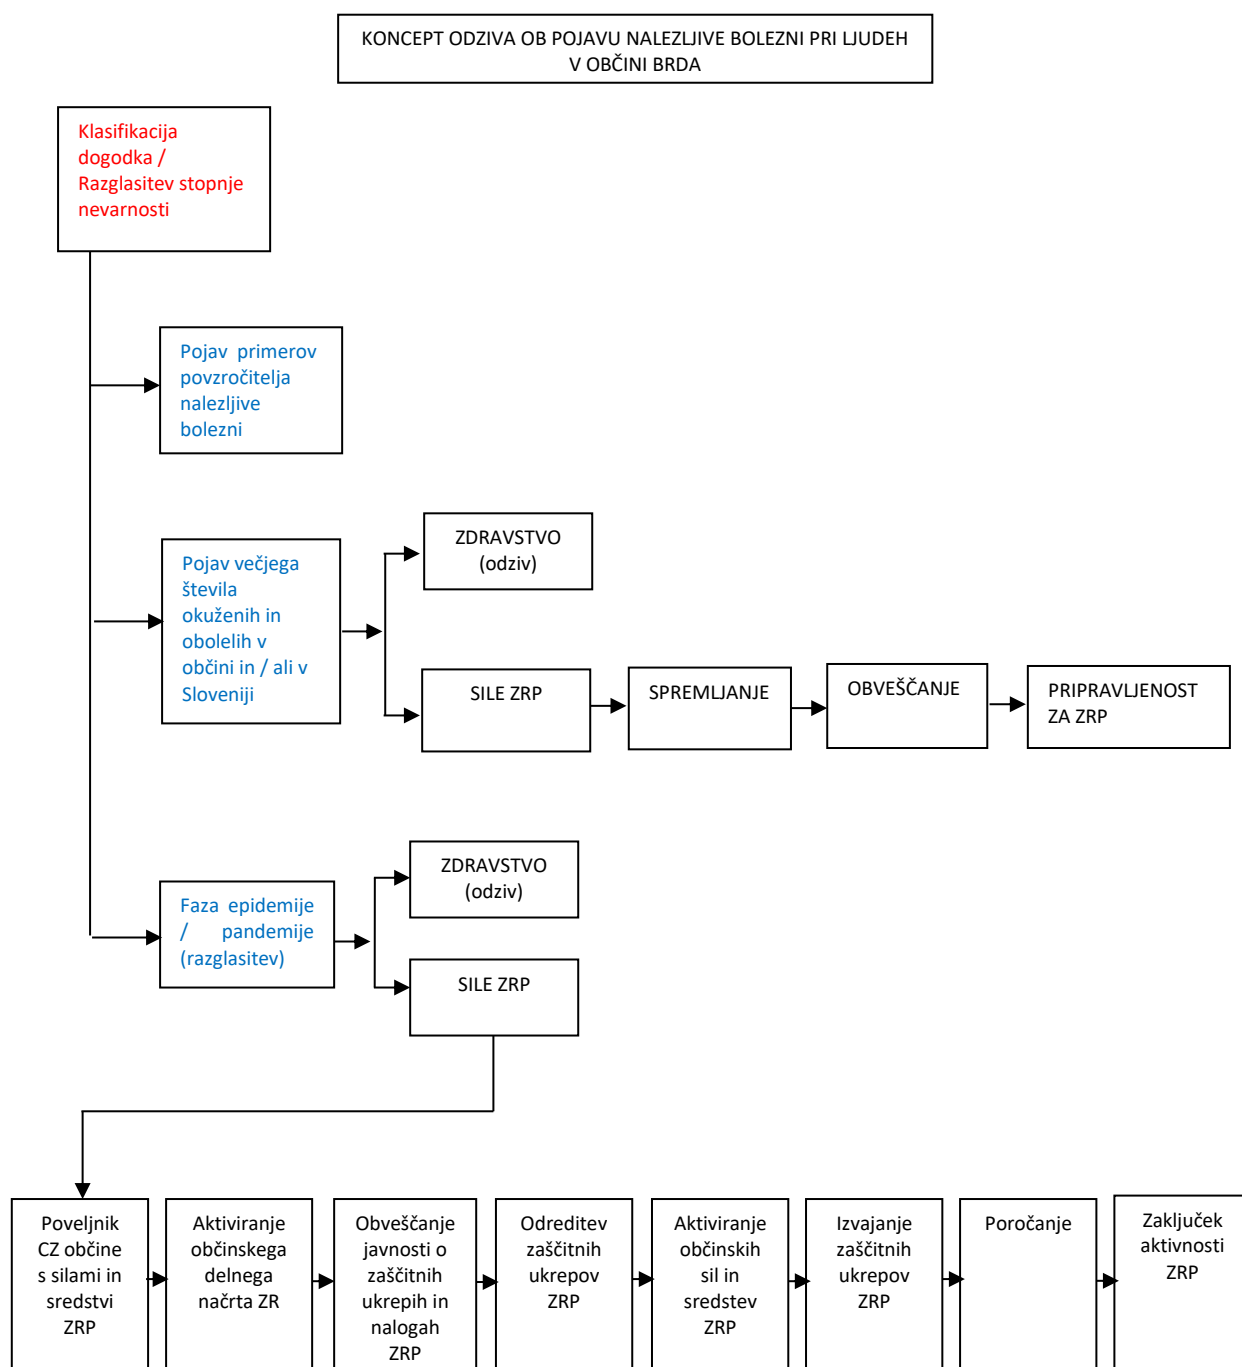 KONCEPT ODZIVA OB POJAVU NALEZLJIVE BOLEZNI PRI LJUDEH
V OBČINI BRDA
Klasifikacija
dogodka /
Razglasitev stopnje
nevarnosti
Pojav primerov
povzročitelja
nalezljive
bolezni
Pojav večjega
števila
okuženih in
obolelih v
občini in / ali v
Sloveniji
ZDRAVSTVO
(odziv)
SILE ZRP
SPREMLJANJE
OBVEŠČANJE
PRIPRAVLJENOST
ZA ZRP
Faza epidemije
/ pandemije
(razglasitev)
ZDRAVSTVO
(odziv)
SILE ZRP
Poveljnik
CZ občine
s silami in
sredstvi
ZRP
Aktiviranje
občinskega
delnega
načrta ZR
Obveščanje
javnosti o
zaščitnih
ukrepih in
nalogah
ZRP
Odreditev
zaščitnih
ukrepov
ZRP
Aktiviranje
občinskih
sil in
sredstev
ZRP
Izvajanje
zaščitnih
ukrepov
ZRP
Poročanje
Zaključek
aktivnosti
ZRP